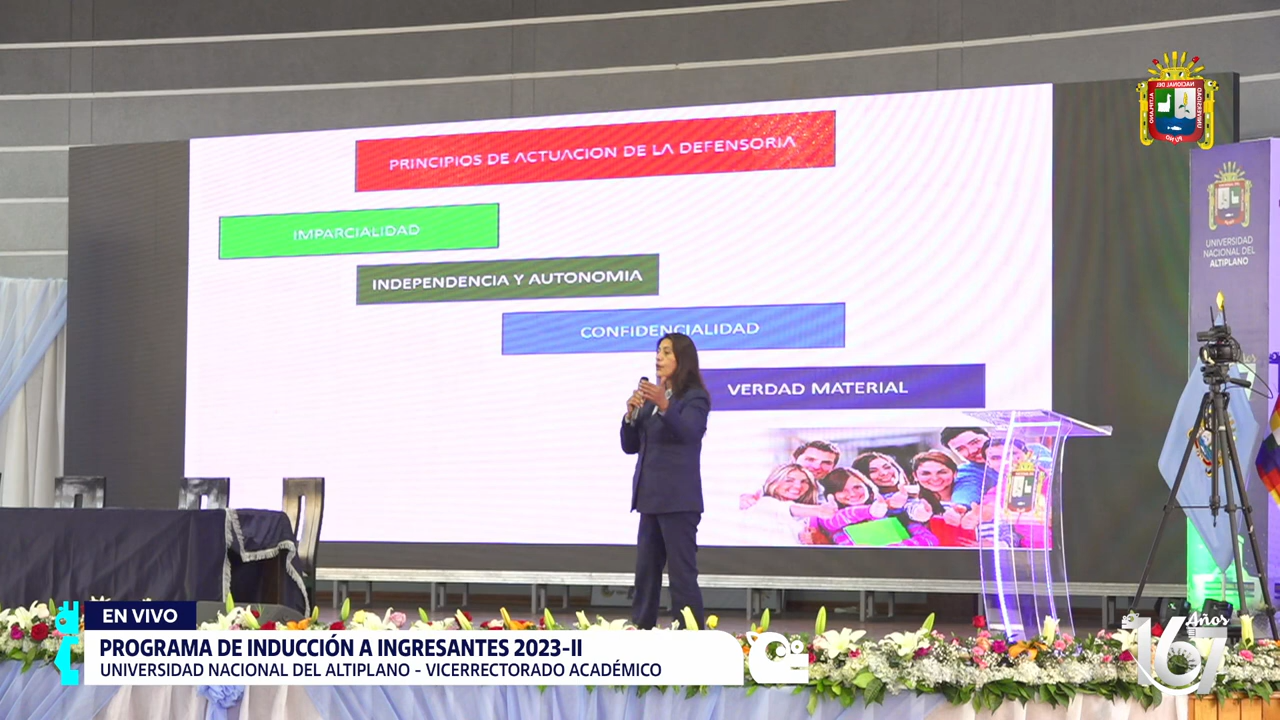 PRINCIPIOS DE ACTUACION DE LA DEFENSORIA
IMPARCIALIDAD
INDEPENDENCIA Y AUTONOMIA
CONFIDENCIALIDAD
VERDAD MATERIAL
UNIVERSIDAD
NACIONAL DEL
ALTIPLANO
EN VIVO
PROGRAMA DE INDUCCIÓN A INGRESANTES 2023-II
UNIVERSIDAD NACIONAL DEL ALTIPLANO - VICERRECTORADO ACADÉMICO
167 Años